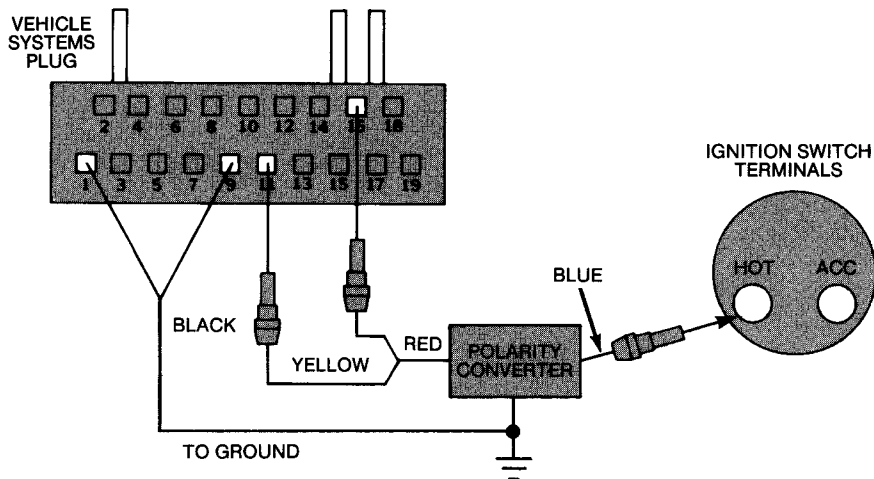 VEHICLE
SYSTEMS
PLUG
2 4 6 8 10 12 14 16 18
1 3 5 7 9 11 13 15 17 19
IGNITION SWITCH
TERMINALS
HOT ACC
BLUE
BLACK
RED
POLARITY
CONVERTER
YELLOW
TO GROUND